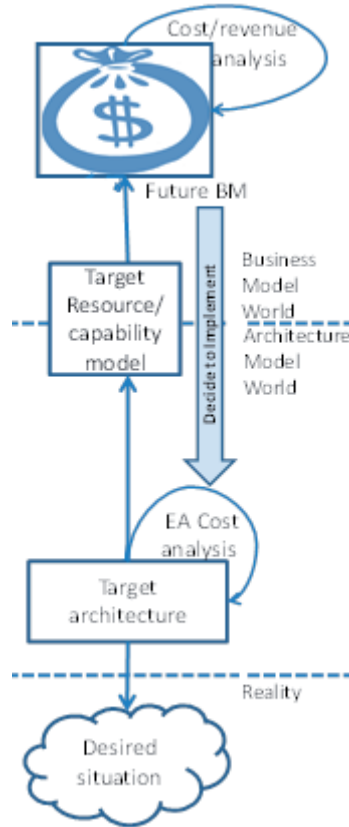 Cost/revenue
analysis
$
Future BM
Target
Resource/
capability
model
Decide to Implement
Business
Model
World
Architecture
Model
World
EA Cost
analysis
Target
architecture
Reality
Desired
situation